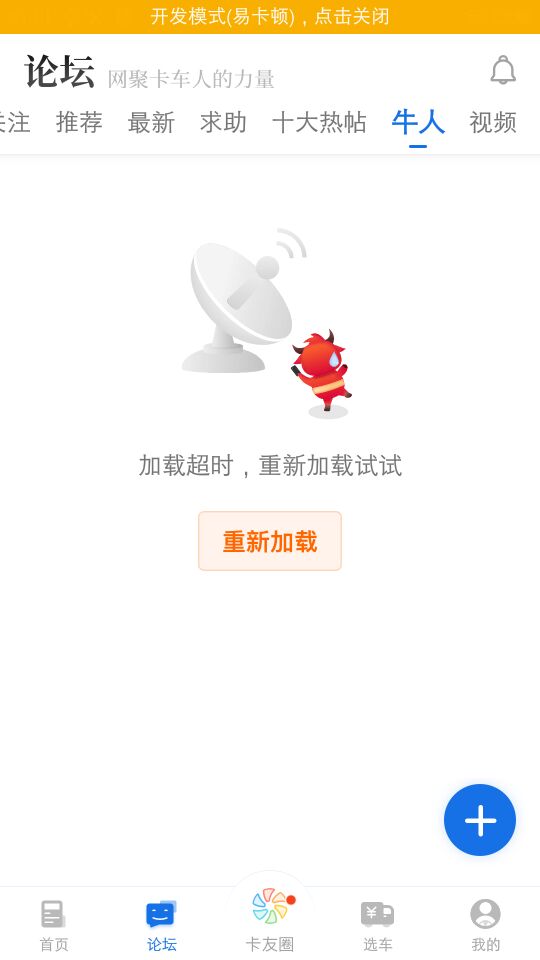 开发模式(易卡顿)，点击关闭
论坛 网聚卡车人的力量
关注 推荐 最新 求助 十大热帖 牛人 视频
加载超时，重新加载试试
重新加载
首页 论坛 卡友圈 选车 我的